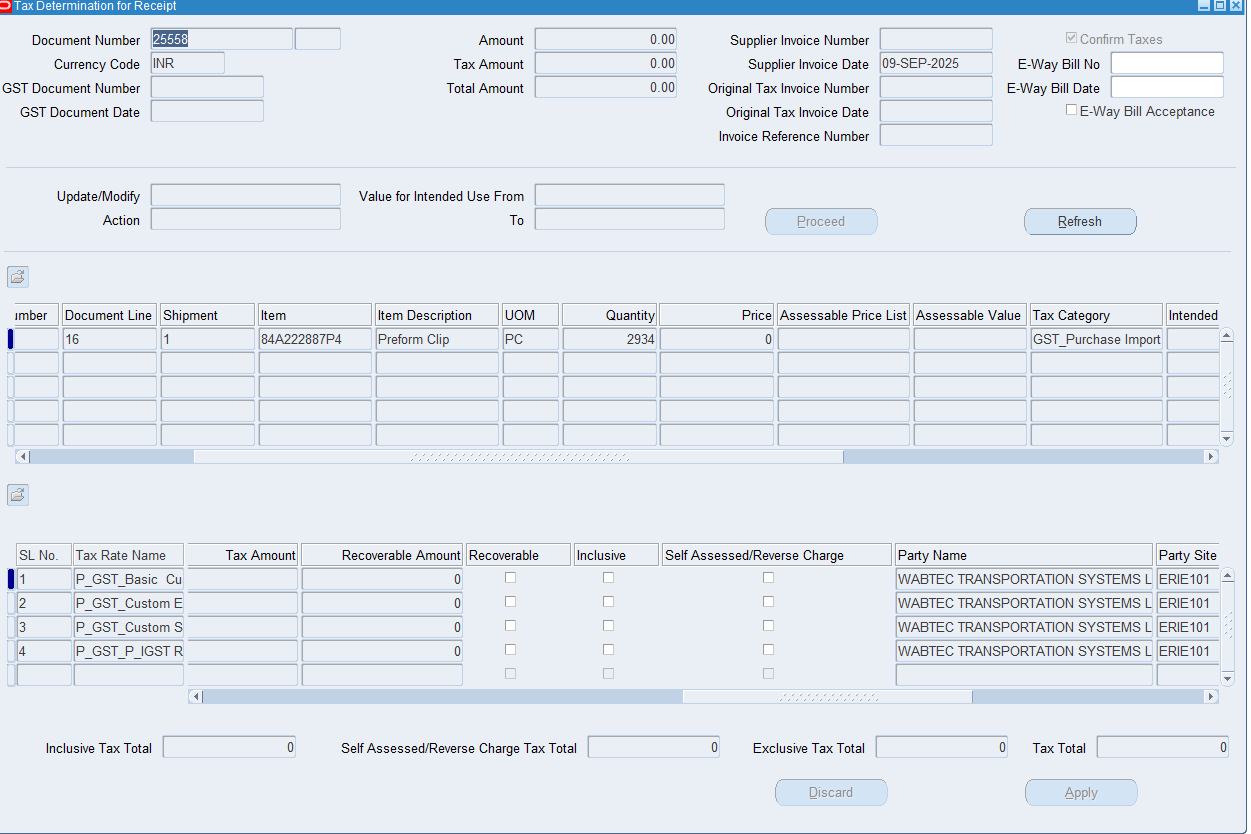 Tax Determination for Receipt
Document Number 25558 Amount 0.00 Supplier Invoice Number Confirm Taxes
Currency Code INR Tax Amount 0.00 Supplier Invoice Date 09-SEP-2025 E-Way Bill No
GST Document Number Total Amount 0.00 Original Tax Invoice Number E-Way Bill Date
GST Document Date Original Tax Invoice Date E-Way Bill Acceptance
Invoice Reference Number
Update/Modify Value for Intended Use From
Action To Proceed Refresh
umber Document Line Shipment Item Item Description UOM Quantity Price Assessable Price List Assessable Value Tax Category Intended
16 1 84A222887P4 Preform Clip PC 2934 0 GST_Purchase Import
SL No. Tax Rate Name Tax Amount Recoverable Amount Recoverable Inclusive Self Assessed/Reverse Charge Party Name Party Site
1 P_GST_Basic Cu 0 WABTEC TRANSPORTATION SYSTEMS L ERIE101
2 P_GST_Custom E 0 WABTEC TRANSPORTATION SYSTEMS L ERIE101
3 P_GST_Custom S 0 WABTEC TRANSPORTATION SYSTEMS L ERIE101
4 P_GST_P_IGST R 0 WABTEC TRANSPORTATION SYSTEMS L ERIE101
Inclusive Tax Total 0 Self Assessed/Reverse Charge Tax Total 0 Exclusive Tax Total 0 Tax Total 0
Discard Apply